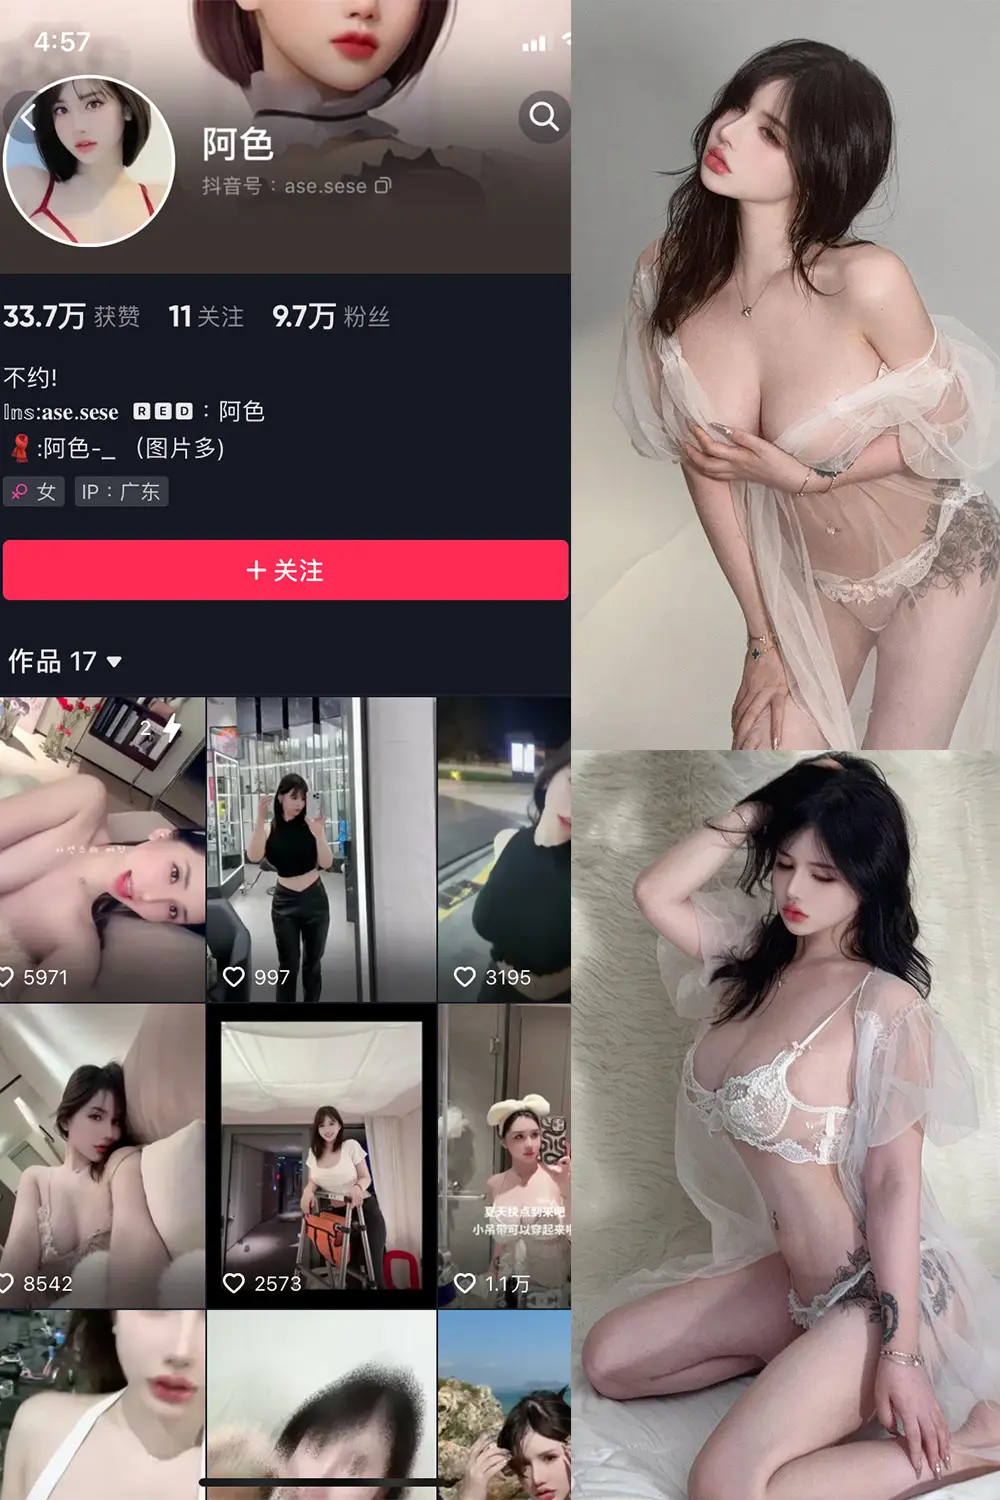 4:57
阿色
抖音号：ase.sese
33.7万 获赞 11 关注 9.7万 粉丝
不约!
𝕀𝕟𝕤:𝐚𝐬𝐞.𝐬𝐞𝐬𝐞 🆁🅴🅳：阿色
:阿色-_ （图片多)
女 IP：广东
+ 关注
作品 17
2
5971
997
3195
夏天快点到来吧
小吊带可以穿起来
8542
2573
1.1万